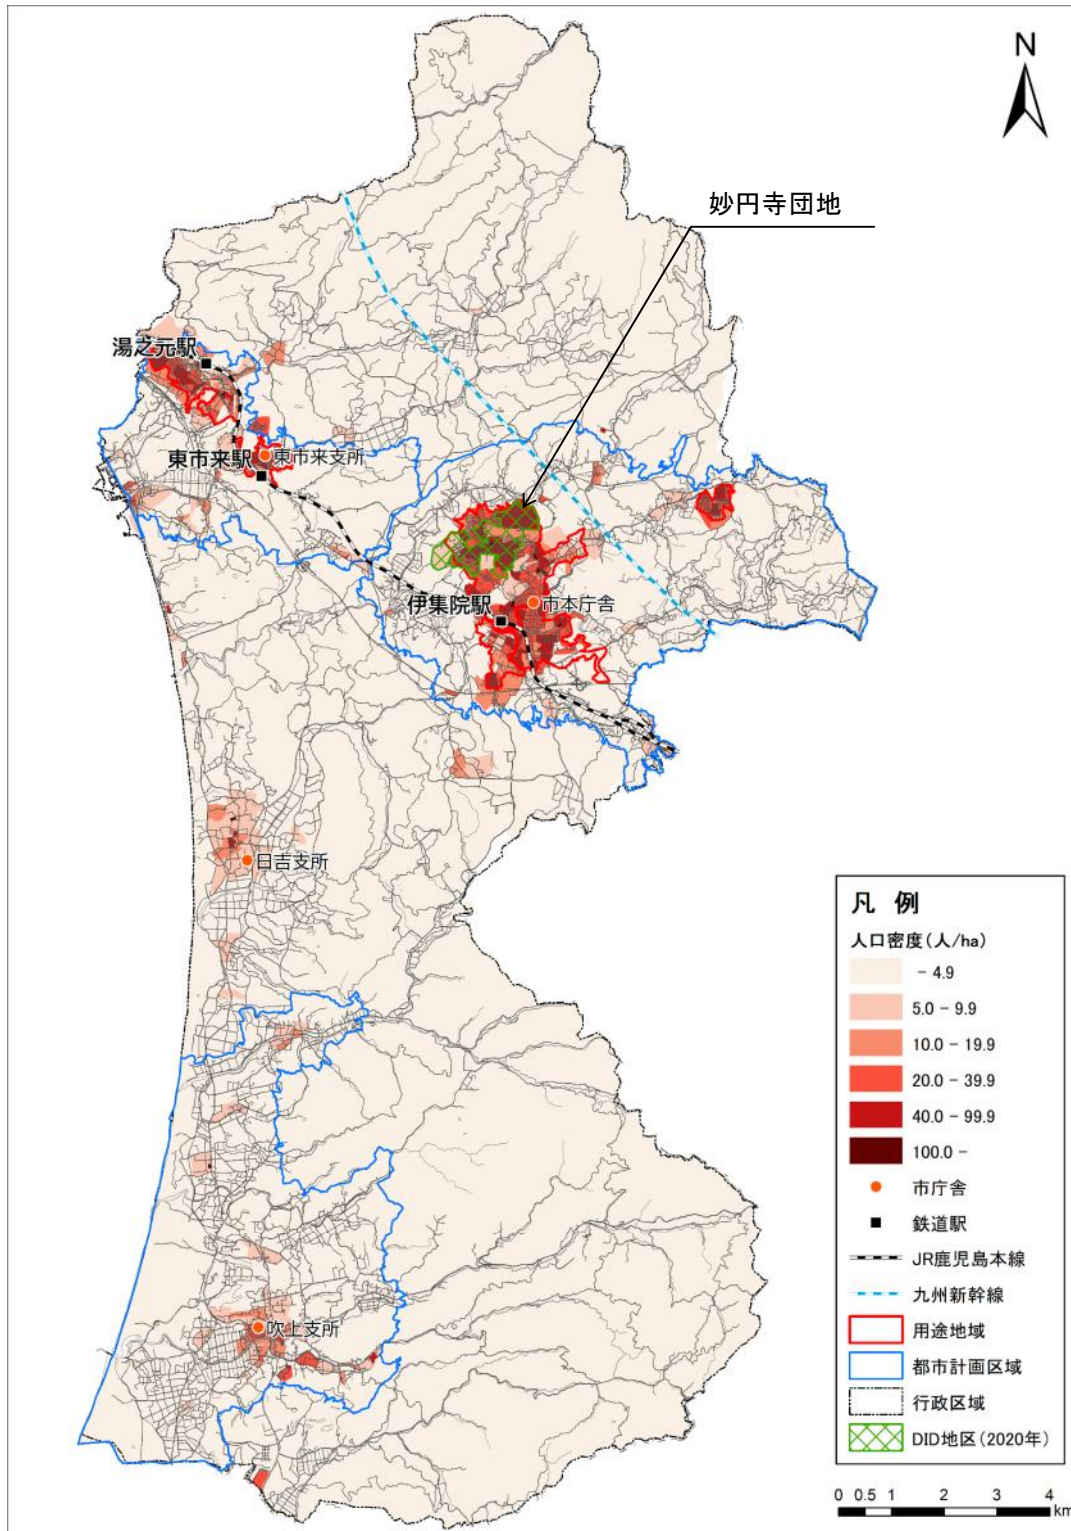 N
妙円寺団地
湯之元駅
東市来駅
東市来支所
伊集院駅
市本庁舎
日吉支所
吹上支所
凡 例
人口密度(人/ha)
- 4.9
5.0 - 9.9
10.0 - 19.9
20.0 - 39.9
40.0 - 99.9
100.0 -
市庁舎
鉄道駅
JR鹿児島本線
九州新幹線
用途地域
都市計画区域
行政区域
DID地区(2020年)
0 0.5 1 2 3 4
km